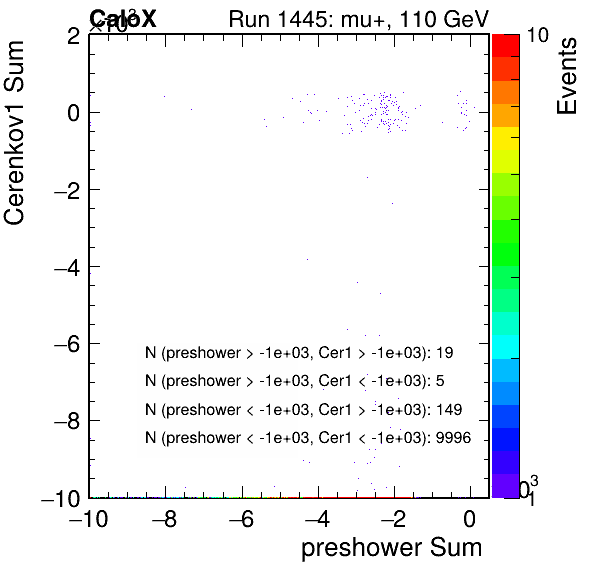 CaloX Run 1445: mu+, 110 GeV
×10³
Cerenkov1 Sum
2
0
−2
−4
−6
−8
−10
N (preshower > -1e+03, Cer1 > -1e+03): 19
N (preshower > -1e+03, Cer1 < -1e+03): 5
N (preshower < -1e+03, Cer1 > -1e+03): 149
N (preshower < -1e+03, Cer1 < -1e+03): 9996
−10 −8 −6 −4 −2 0
preshower Sum
10
1
Events